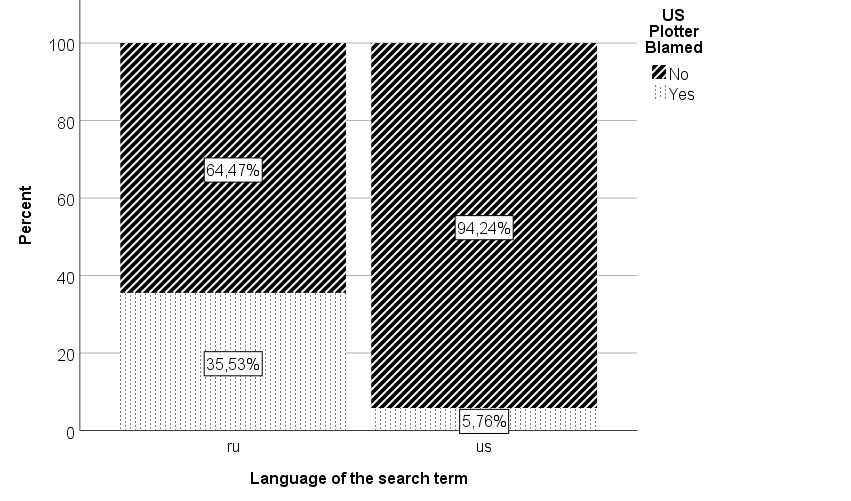 US
Plotter
Blamed
No
Yes
Percent
100
80
60
40
20
0
64,47%
94,24%
35,53%
5,76%
ru
us
Language of the search term